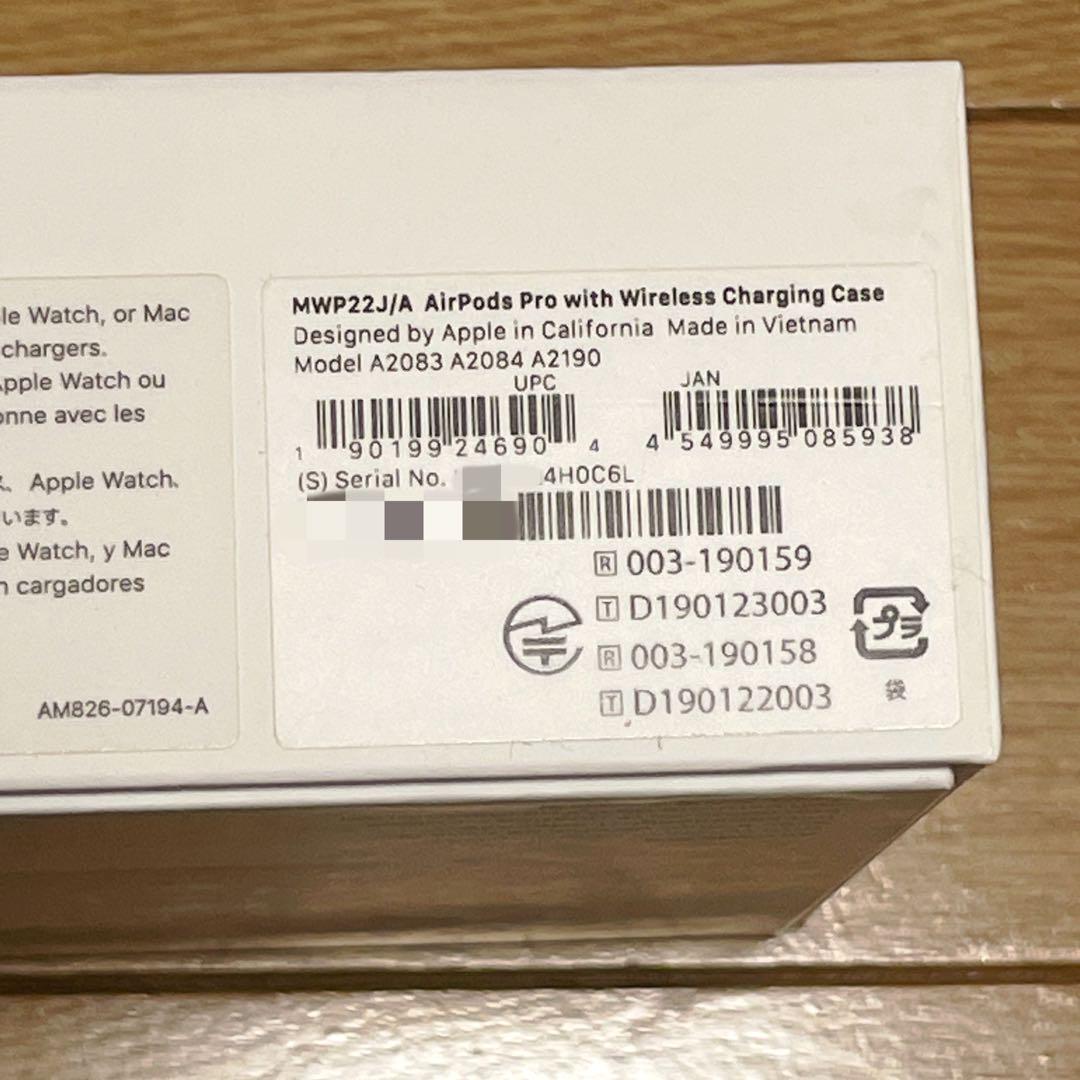 le Watch, or Mac
chargers.
Apple Watch ou
onne avec les
、Apple Watch、
います。
e Watch, y Mac
n cargadores
AM826-07194-A
MWP22J/A AirPods Pro with Wireless Charging Case
Designed by Apple in California Made in Vietnam
Model A2083 A2084 A2190
UPC JAN
1 90199 24690 4 4 549995 085938
(S) Serial No. 4H0C6L
R 003-190159
T D190123003
R 003-190158
T D190122003
プラ
袋